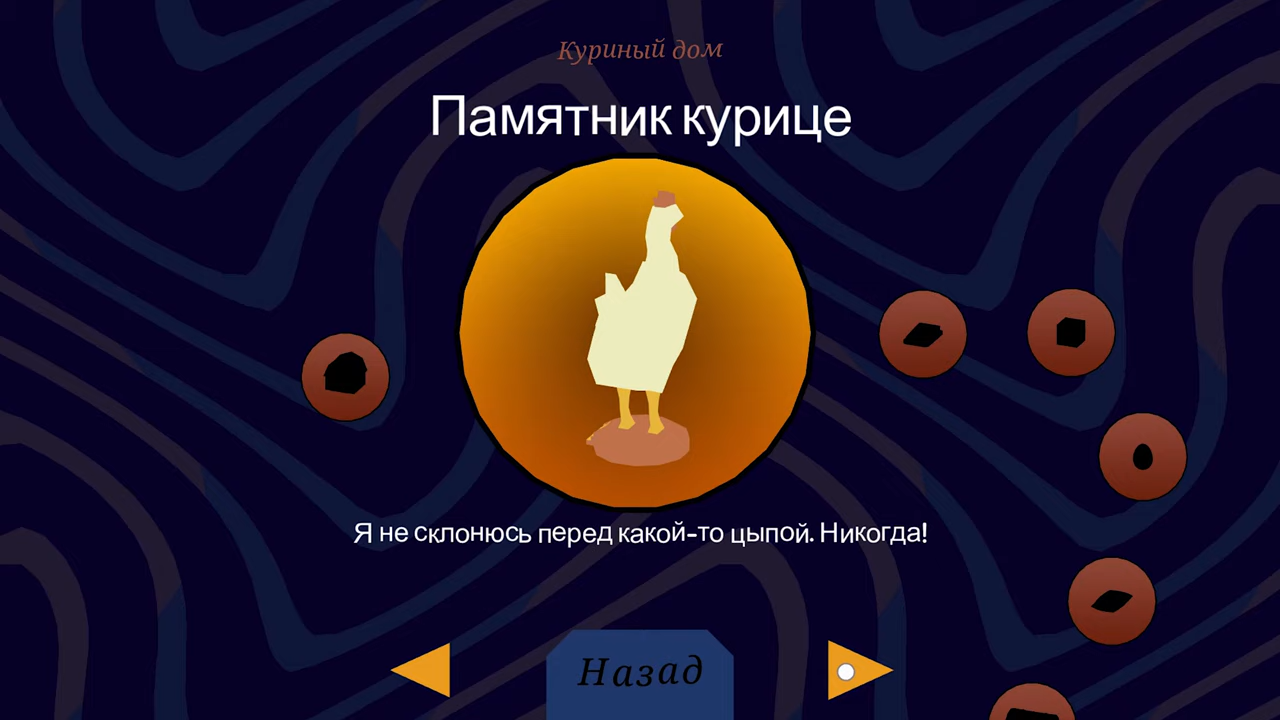 Куриный дом
Памятник курице
Я не склонюсь перед какой-то цыпой. Никогда!
Назад